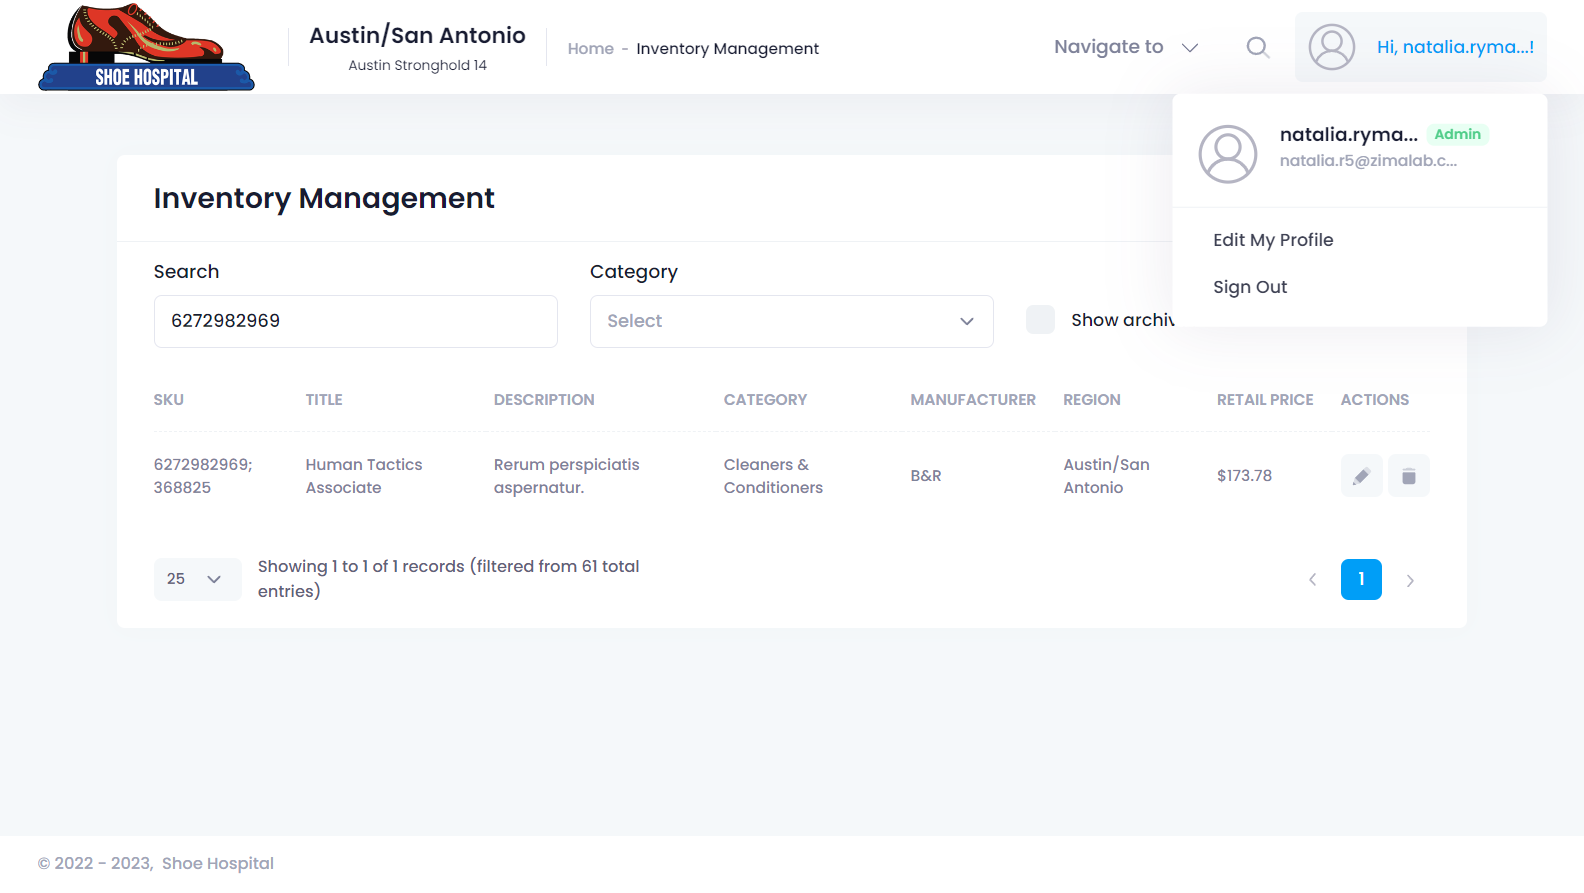 SHOE HOSPITAL
Austin/San Antonio
Austin Stronghold 14
Home - Inventory Management
Navigate to
Hi, natalia.ryma...!
natalia.ryma... Admin
natalia.r5@zimalab.c...
Edit My Profile
Sign Out
Inventory Management
Search
Category
6272982969
Select
Show archiv
SKU TITLE DESCRIPTION CATEGORY MANUFACTURER REGION RETAIL PRICE ACTIONS
6272982969; Human Tactics Rerum perspiciatis Cleaners & B&R Austin/San $173.78
368825 Associate aspernatur. Conditioners Antonio
25
Showing 1 to 1 of 1 records (filtered from 61 total
entries)
1
© 2022 - 2023, Shoe Hospital